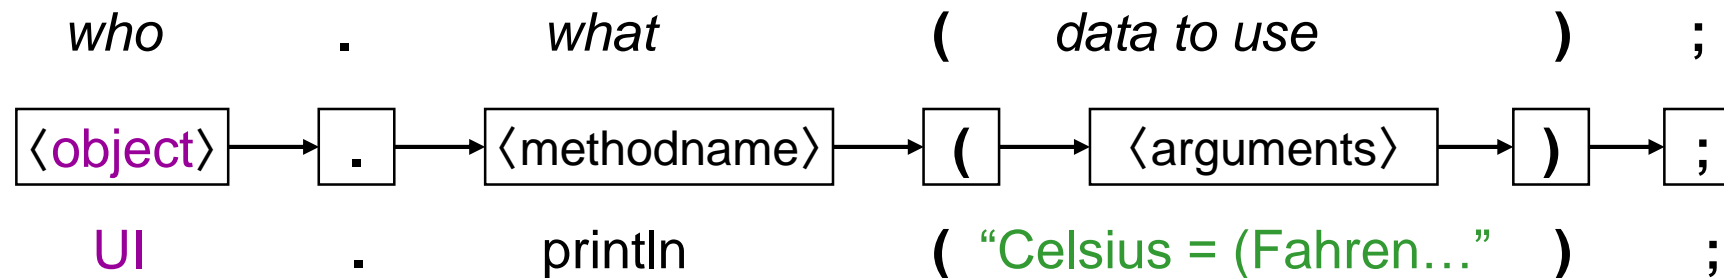 who . what ( data to use ) ;
〈object〉 . 〈methodname〉 ( 〈arguments〉 ) ;
UI . println ( “Celsius = (Fahren…” ) ;